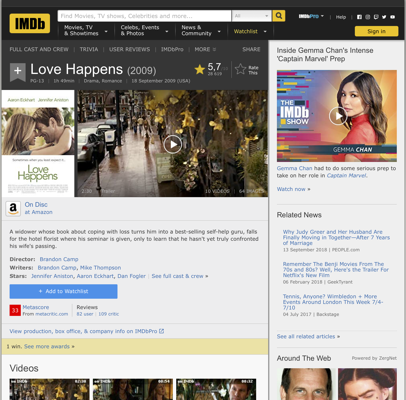 IMDb
Find Movies, TV shows, Celebrities and more...
All
IMDbPro
Help
Movies, TV
& Showtimes
Celebs, Events
& Photos
News &
Community
Watchlist
Sign in
FULL CAST AND CREW | TRIVIA | USER REVIEWS | IMDbPro | MORE
SHARE
Love Happens (2009)
5,7
Rate
This
PG-13 | 1h 49min | Drama, Romance | 18 September 2009 (USA)
Aaron Eckhart Jennifer Aniston
Love
Happens
2:30 Trailer
16 VIDEOS
64 IMAGES
On Disc
at Amazon
A widower whose book about coping with loss turns him into a best-selling self-help guru, falls
for the hotel florist where his seminar is given, only to learn that he hasn't yet truly confronted
his wife's passing.
Director: Brandon Camp
Writers: Brandon Camp, Mike Thompson
Stars: Jennifer Aniston, Aaron Eckhart, Dan Fogler | See full cast & crew »
+ Add to Watchlist
33
Metascore
From metacritic.com
Reviews
82 user | 109 critic
View production, box office, & company info on IMDbPro
1 win. See more awards »
Videos
Inside Gemma Chan's Intense
'Captain Marvel' Prep
THE
IMDb
SHOW
GEMMA CHAN
Gemma Chan had to do some serious prep to
take on her role in Captain Marvel.
Watch now »
Related News
Why Judy Greer and Her Husband Are
Finally Moving in Together—After 7
Years of Marriage
13 September 2018 | PEOPLE.com
Remember The Benji Movies From The
70s and 80s? Well, Here's the Trailer For
Netflix's New Film
06 February 2018 | GeekTyrant
Tennis, Anyone? Wimbledon + More
Events Around London This Week 7/4-
7/10
04 July 2017 | Backstage
See all related articles »
Around The Web
Powered by ZergNet